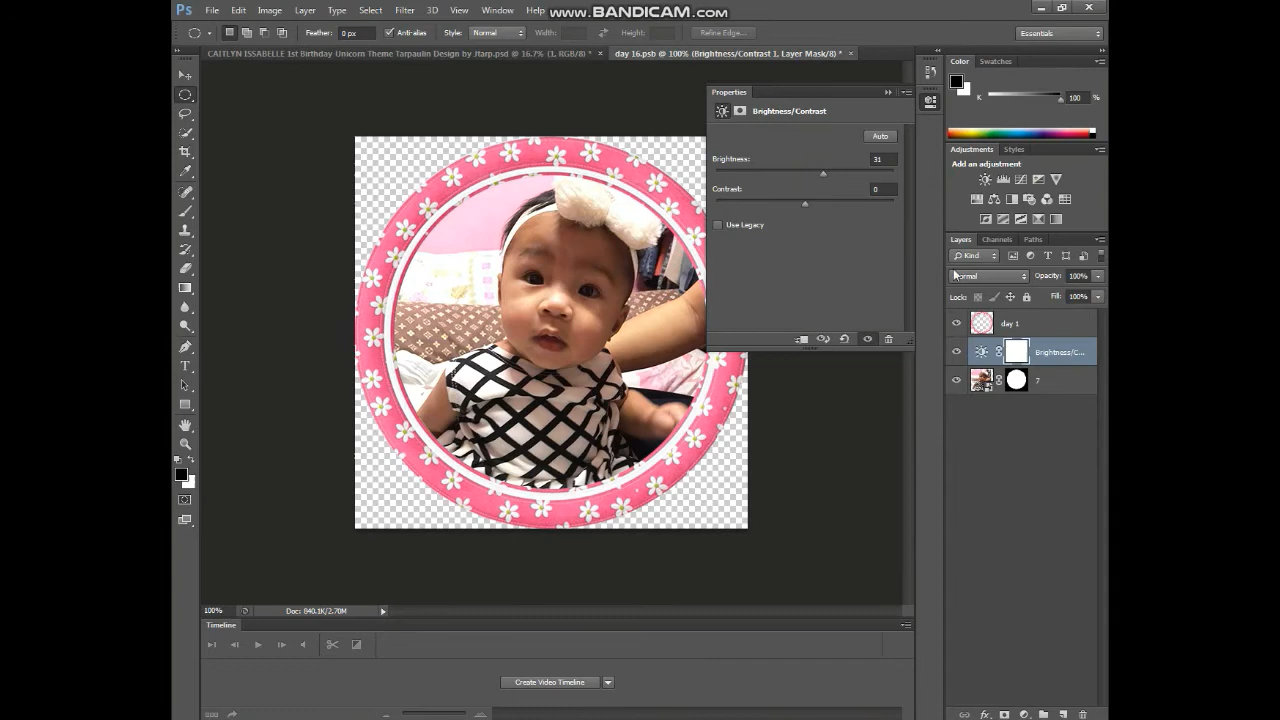 Ps File Edit Image Layer Type Select Filter 3D View Window Help
www.BANDICAM.com
Feather: 0 px Anti-alias Style: Normal Width: Height: Refine Edge... Essentials
CAITLYN ISSABELLE 1st Birthday Unicorn Theme Tarpaulin Design by Jtarp.psd @ 16.7% (1, RGB/8) * × day 16.psb @ 100% (Brightness/Contrast 1, Layer Mask/8) * ×
Color Swatches
K 100 %
Properties
Brightness/Contrast
Auto
Brightness: 31
Contrast: 0
Use Legacy
Adjustments Styles
Add an adjustment
Layers Channels Paths
Kind
ormal Opacity: 100%
Lock: Fill: 100%
day 1
Brightness/C...
7
100% Doc: 840.1K/2.70M
Timeline
Create Video Timeline
fx